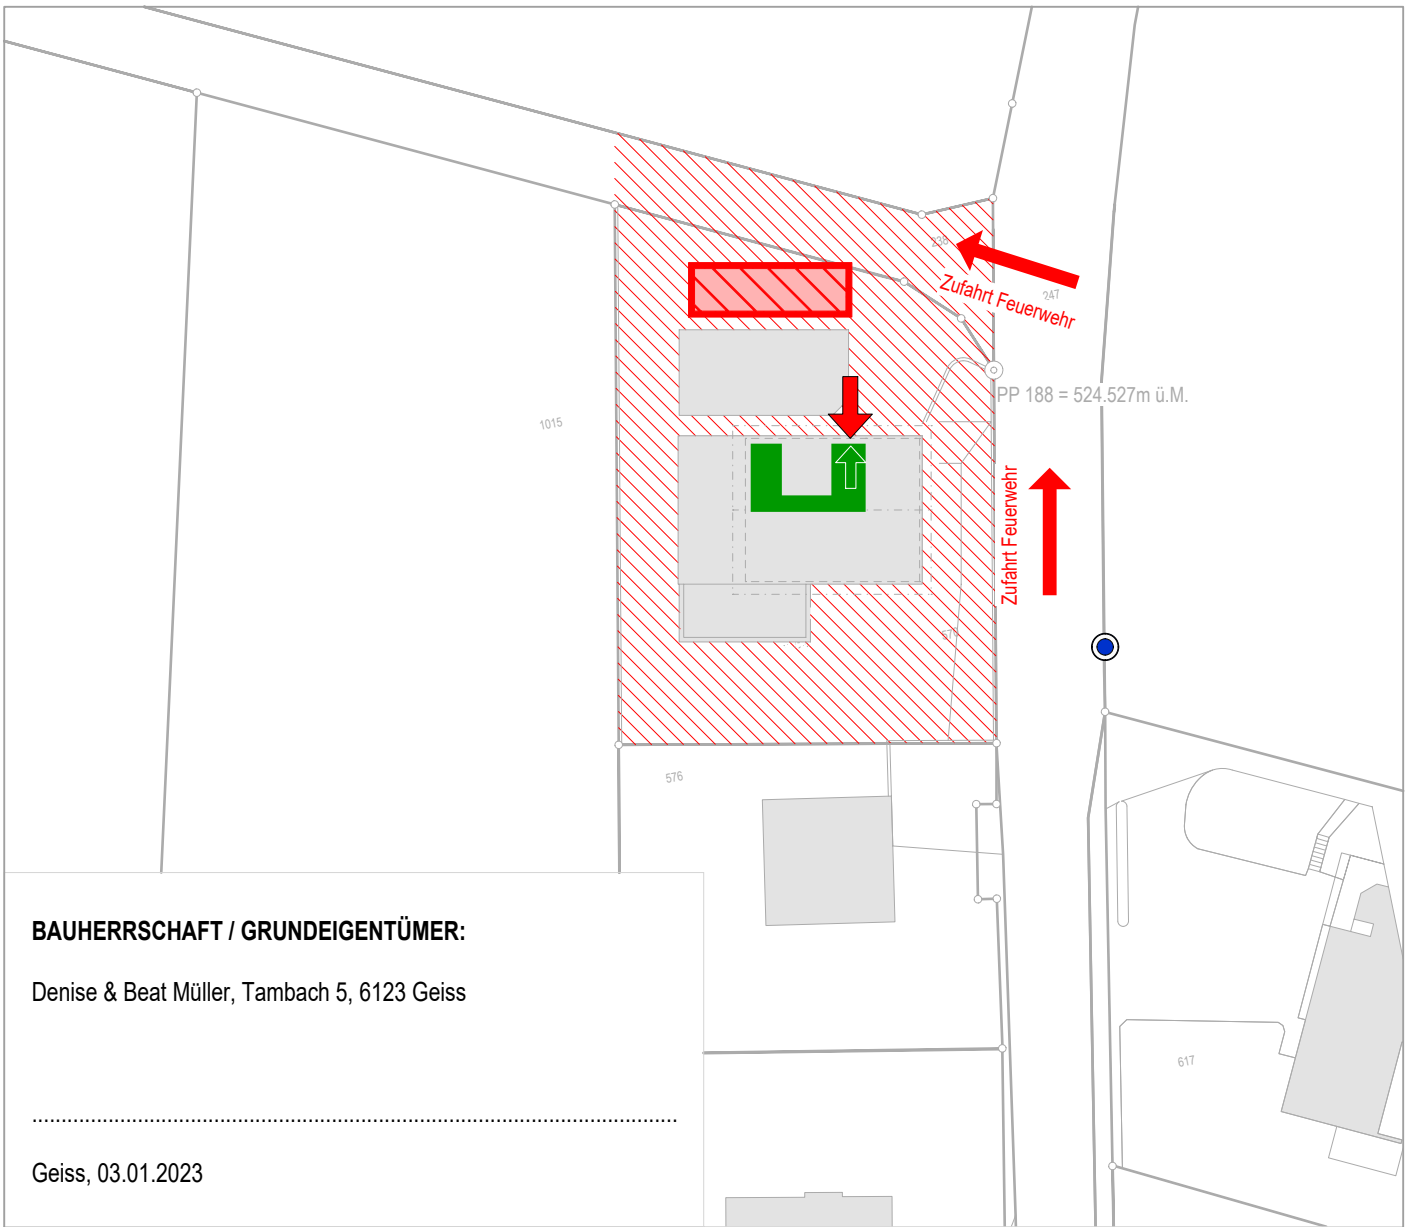 238
Zufahrt Feuerwehr
247
PP 188 = 524.527m ü.M.
1015
Zufahrt Feuerwehr
576
BAUHERRSCHAFT / GRUNDEIGENTÜMER:
Denise & Beat Müller, Tambach 5, 6123 Geiss
617
................................................................................................................
Geiss, 03.01.2023